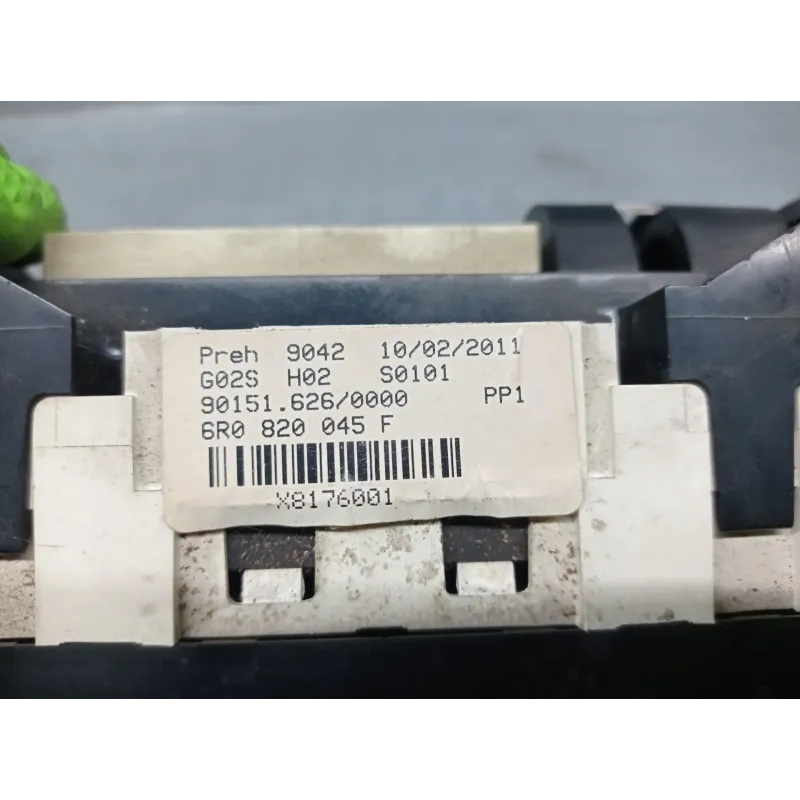 Preh 9042 10/02/2011
G02S H02 S0101
90151.626/0000 PP1
6R0 820 045 F
X8176001